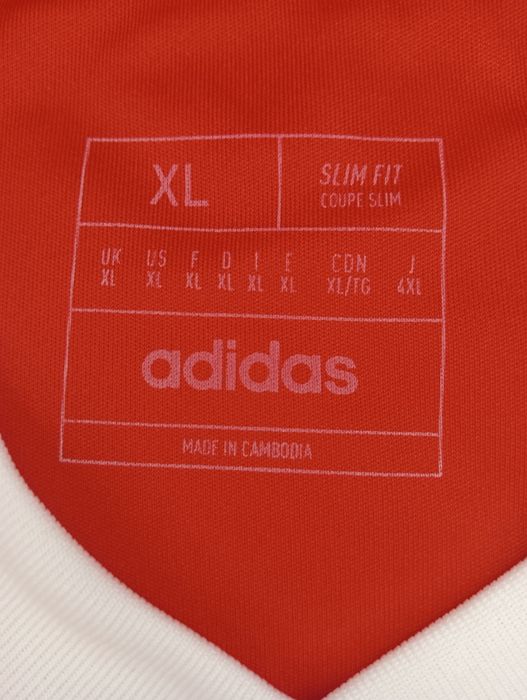 XL
SLIM FIT
COUPE SLIM
UK US F D I E CDN J
XL XL XL XL XL XL XL/TG 4XL
adidas
MADE IN CAMBODIA